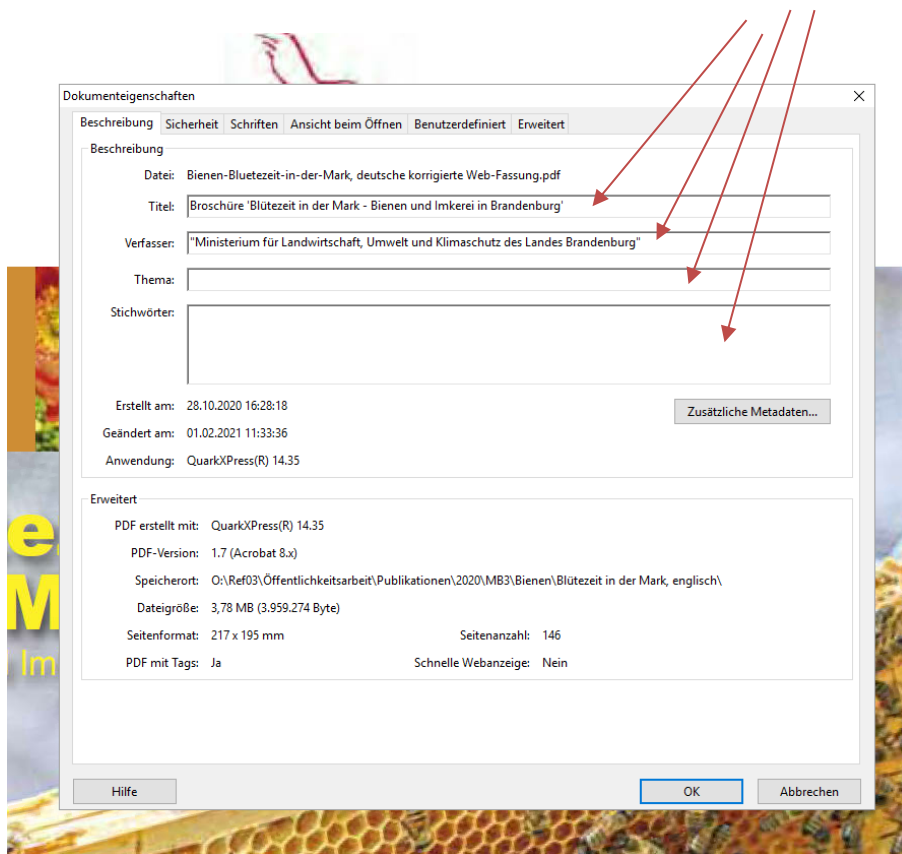 Dokumenteigenschaften
Beschreibung Sicherheit Schriften Ansicht beim Öffnen Benutzerdefiniert Erweitert
Beschreibung
Datei: Bienen-Bluetezeit-in-der-Mark, deutsche korrigierte Web-Fassung.pdf
Titel: Broschüre 'Blütezeit in der Mark - Bienen und Imkerei in Brandenburg'
Verfasser: "Ministerium für Landwirtschaft, Umwelt und Klimaschutz des Landes Brandenburg"
Thema:
Stichwörter:
Erstellt am: 28.10.2020 16:28:18
Zusätzliche Metadaten...
Geändert am: 01.02.2021 11:33:36
Anwendung: QuarkXPress(R) 14.35
Erweitert
PDF erstellt mit: QuarkXPress(R) 14.35
PDF-Version: 1.7 (Acrobat 8.x)
Speicherort: O:\Ref03\Öffentlichkeitsarbeit\Publikationen\2020\MB3\Bienen\Blütezeit in der Mark, englisch\
Dateigröße: 3,78 MB (3.959.274 Byte)
Seitenformat: 217 x 195 mm Seitenanzahl: 146
PDF mit Tags: Ja Schnelle Webanzeige: Nein
e
M
Im
Hilfe OK Abbrechen